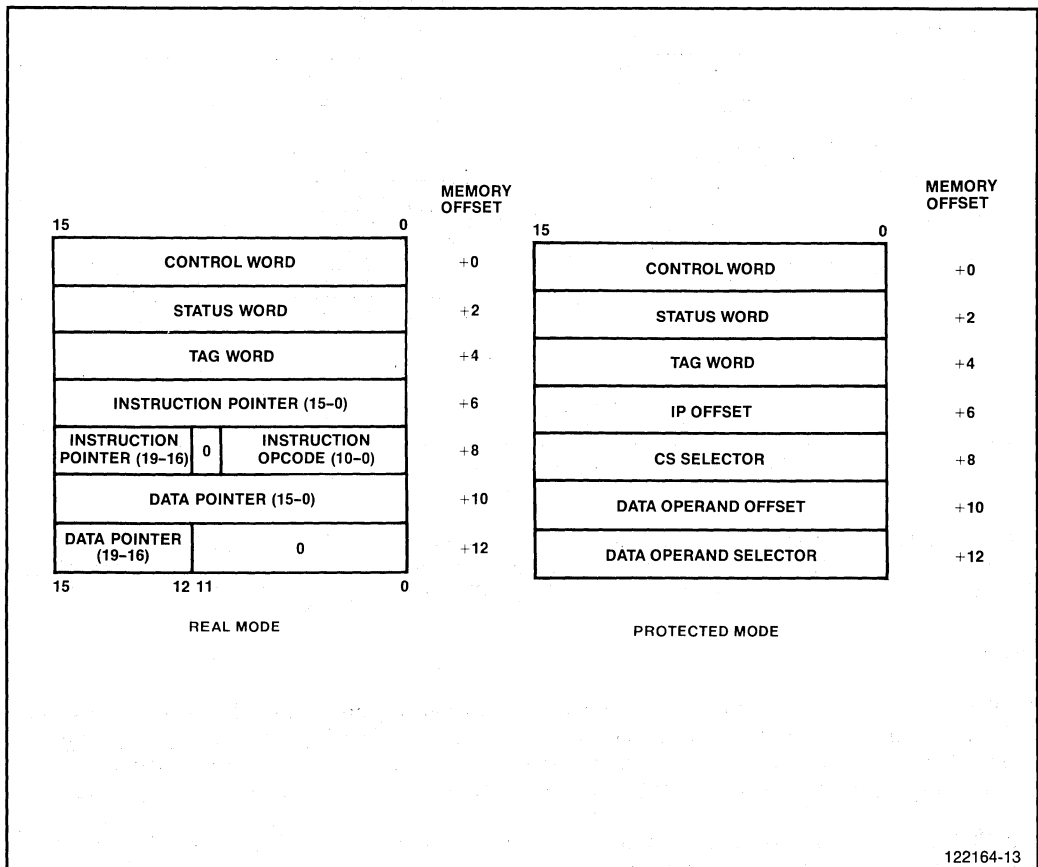 MEMORY
OFFSET
15 0
CONTROL WORD +0
STATUS WORD +2
TAG WORD +4
INSTRUCTION POINTER (15–0) +6
INSTRUCTION
POINTER (19–16)
0
INSTRUCTION
OPCODE (10–0)
+8
DATA POINTER (15–0) +10
DATA POINTER
(19–16)
0
+12
15 12 11 0
REAL MODE
MEMORY
OFFSET
15 0
CONTROL WORD +0
STATUS WORD +2
TAG WORD +4
IP OFFSET +6
CS SELECTOR +8
DATA OPERAND OFFSET +10
DATA OPERAND SELECTOR +12
PROTECTED MODE
122164-13